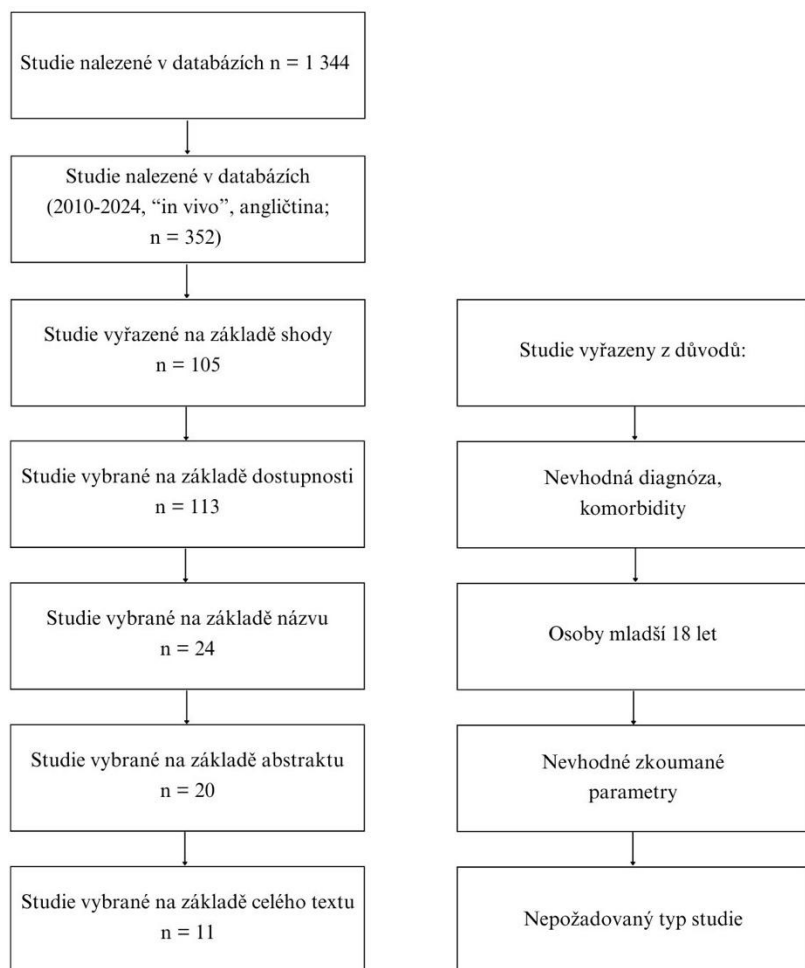 Studie nalezené v databázích n = 1 344
Studie nalezené v databázích
(2010-2024, “in vivo”, angličtina;
n = 352)
Studie vyřazené na základě shody
n = 105
Studie vybrané na základě dostupnosti
n = 113
Studie vybrané na základě názvu
n = 24
Studie vybrané na základě abstraktu
n = 20
Studie vybrané na základě celého textu
n = 11
Studie vyřazeny z důvodů:
Nevhodná diagnóza,
komorbidity
Osoby mladší 18 let
Nevhodné zkoumané
parametry
Nepožadovaný typ studie